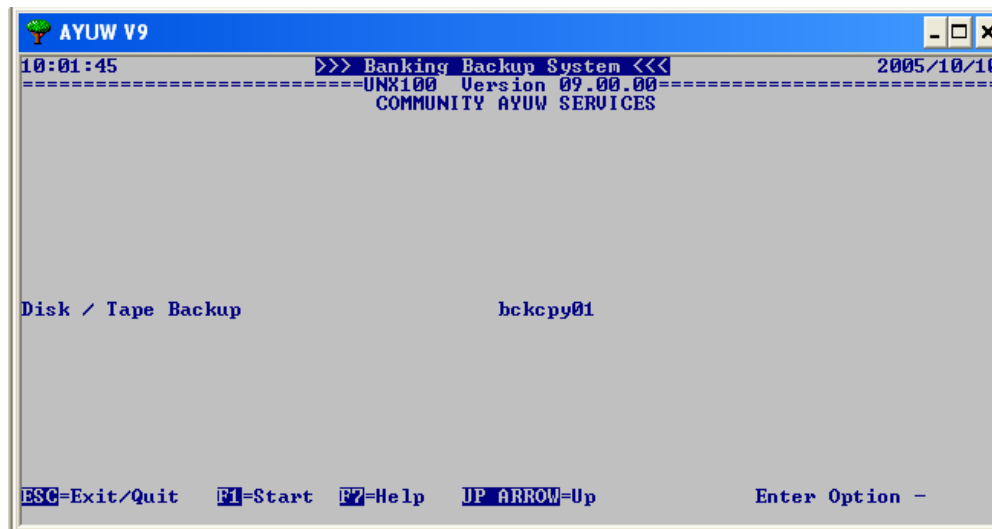 AYUW V9
10:01:45 >>> Banking Backup System <<< 2005/10/10
=====================UNX100 Version 09.00.00=====================
COMMUNITY AYUW SERVICES
Disk / Tape Backup bckcpy01
ESC=Exit/Quit F1=Start F7=Help UP ARROW=Up Enter Option -